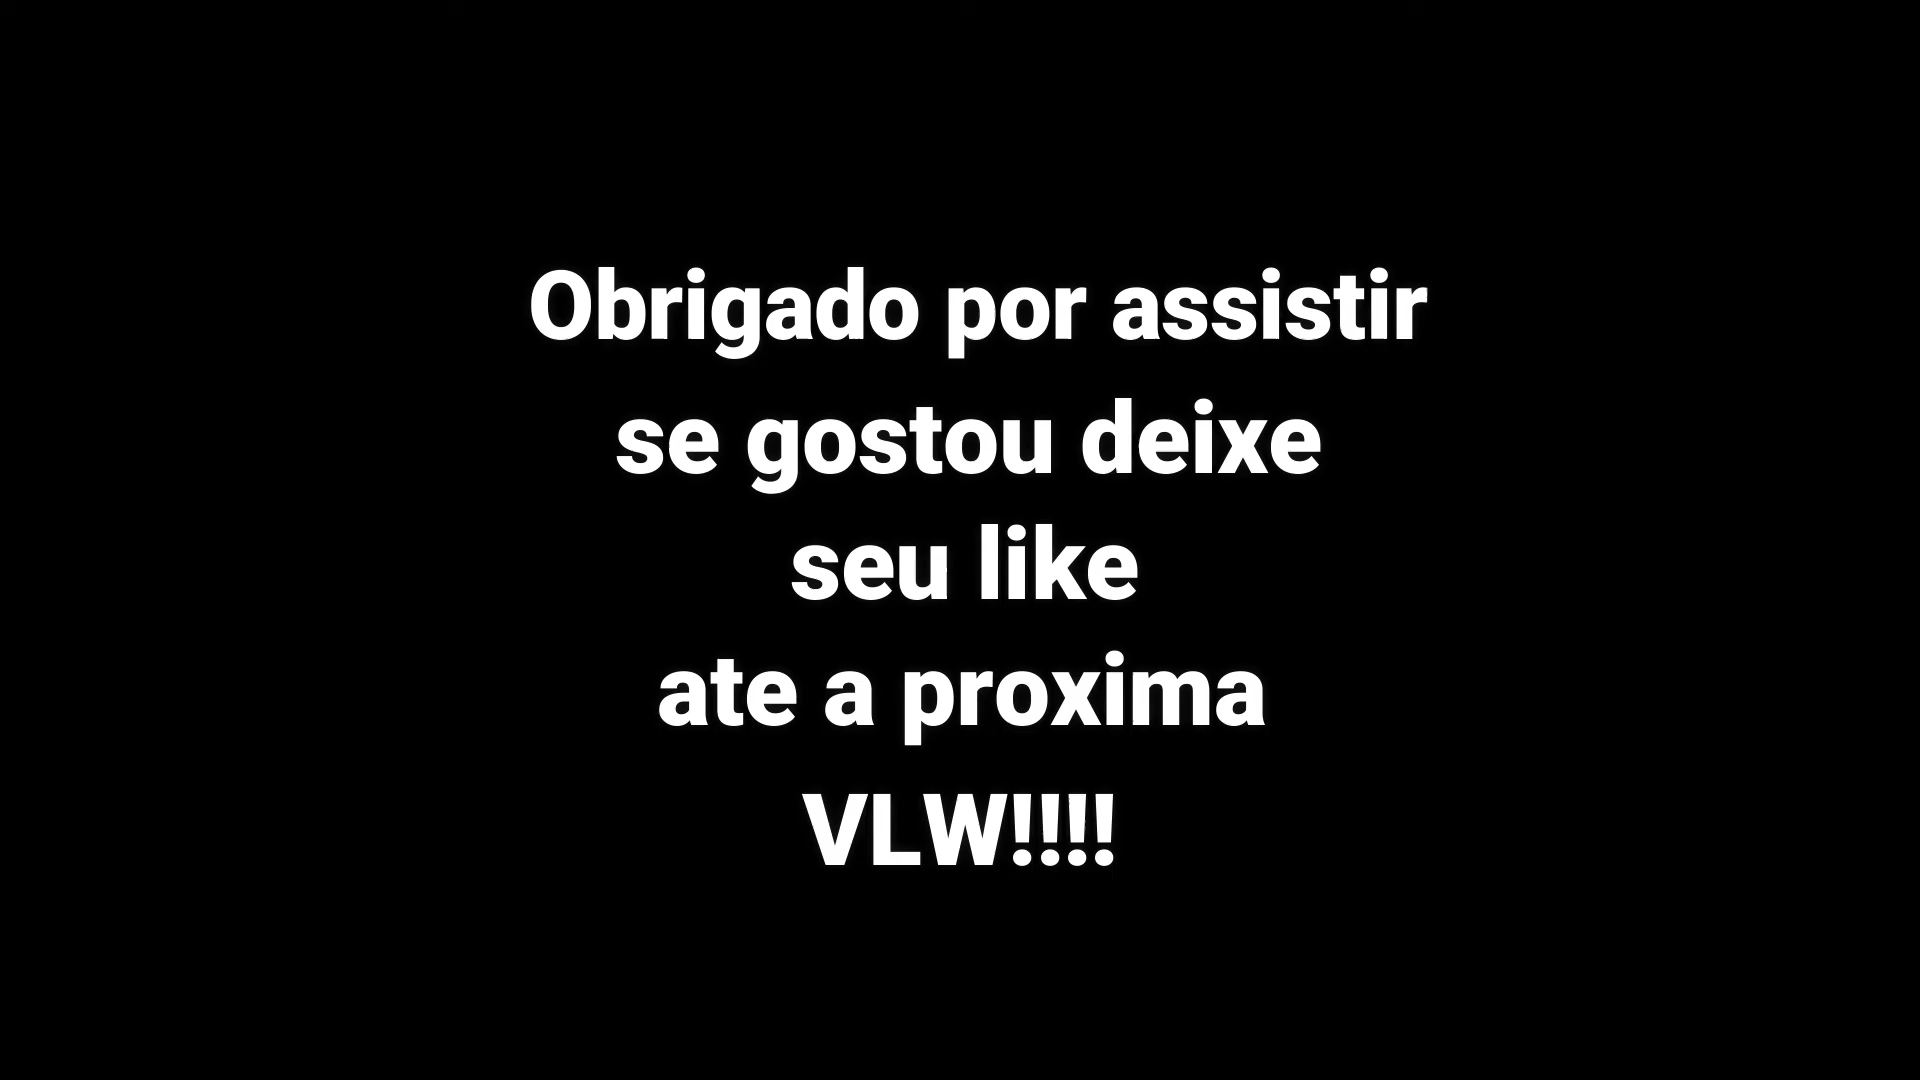 Obrigado por assistir
se gostou deixe
seu like
ate a proxima
VLW!!!!